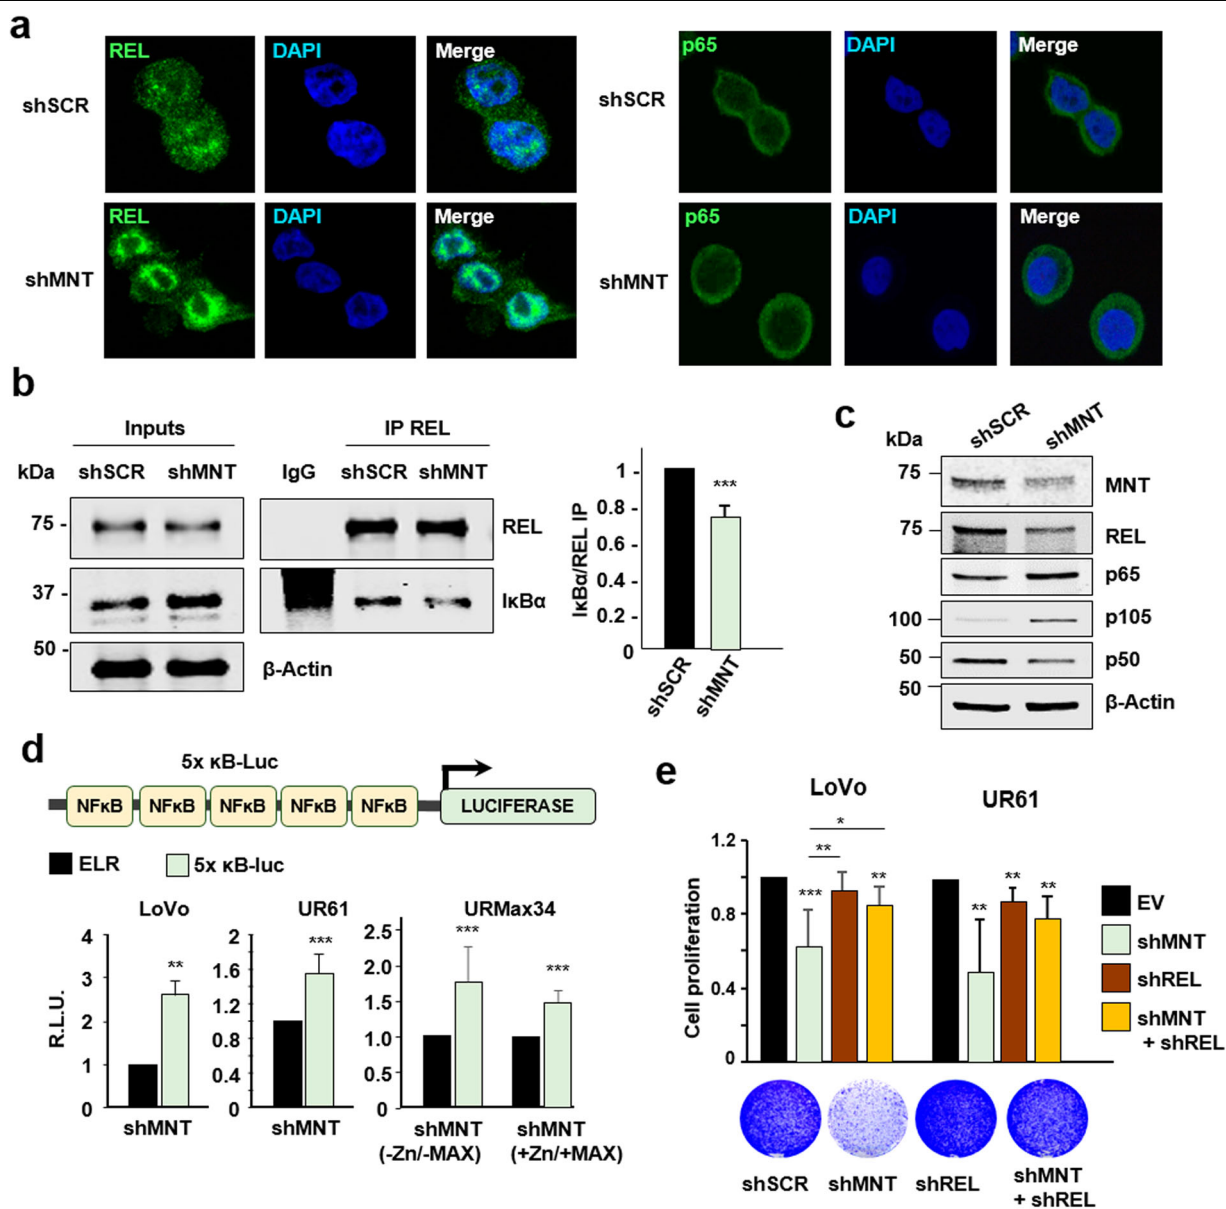 a
REL DAPI Merge p65 DAPI Merge
shSCR shSCR
REL DAPI Merge p65 DAPI Merge
shMNT shMNT
b
Inputs IP REL
kDa shSCR shMNT IgG shSCR shMNT
75 - REL
37 - IκBα
50 - β-Actin
IκBα/REL IP
1
0.8
0.6
0.4
0.2
0
***
shSCR shMNT
c
kDa shSCR shMNT
75 MNT
75 REL
p65
100 p105
50 p50
50 β-Actin
d
5x κB-Luc
NFκB NFκB NFκB NFκB NFκB LUCIFERASE
ELR 5x κB-luc
LoVo UR61 URMax34
R.L.U.
4
3
2
1
0
**
shMNT
2
1.6
1.2
0.8
0.4
0
***
shMNT
2.5
2.0
1.5
1.0
0.5
0
*** ***
shMNT shMNT
(-Zn/-MAX) (+Zn/+MAX)
e
LoVo UR61
Cell proliferation
1.2
0.8
0.4
0
*
**
*** ** ** ** **
EV
shMNT
shREL
shMNT
+ shREL
shSCR shMNT shREL shMNT
+ shREL